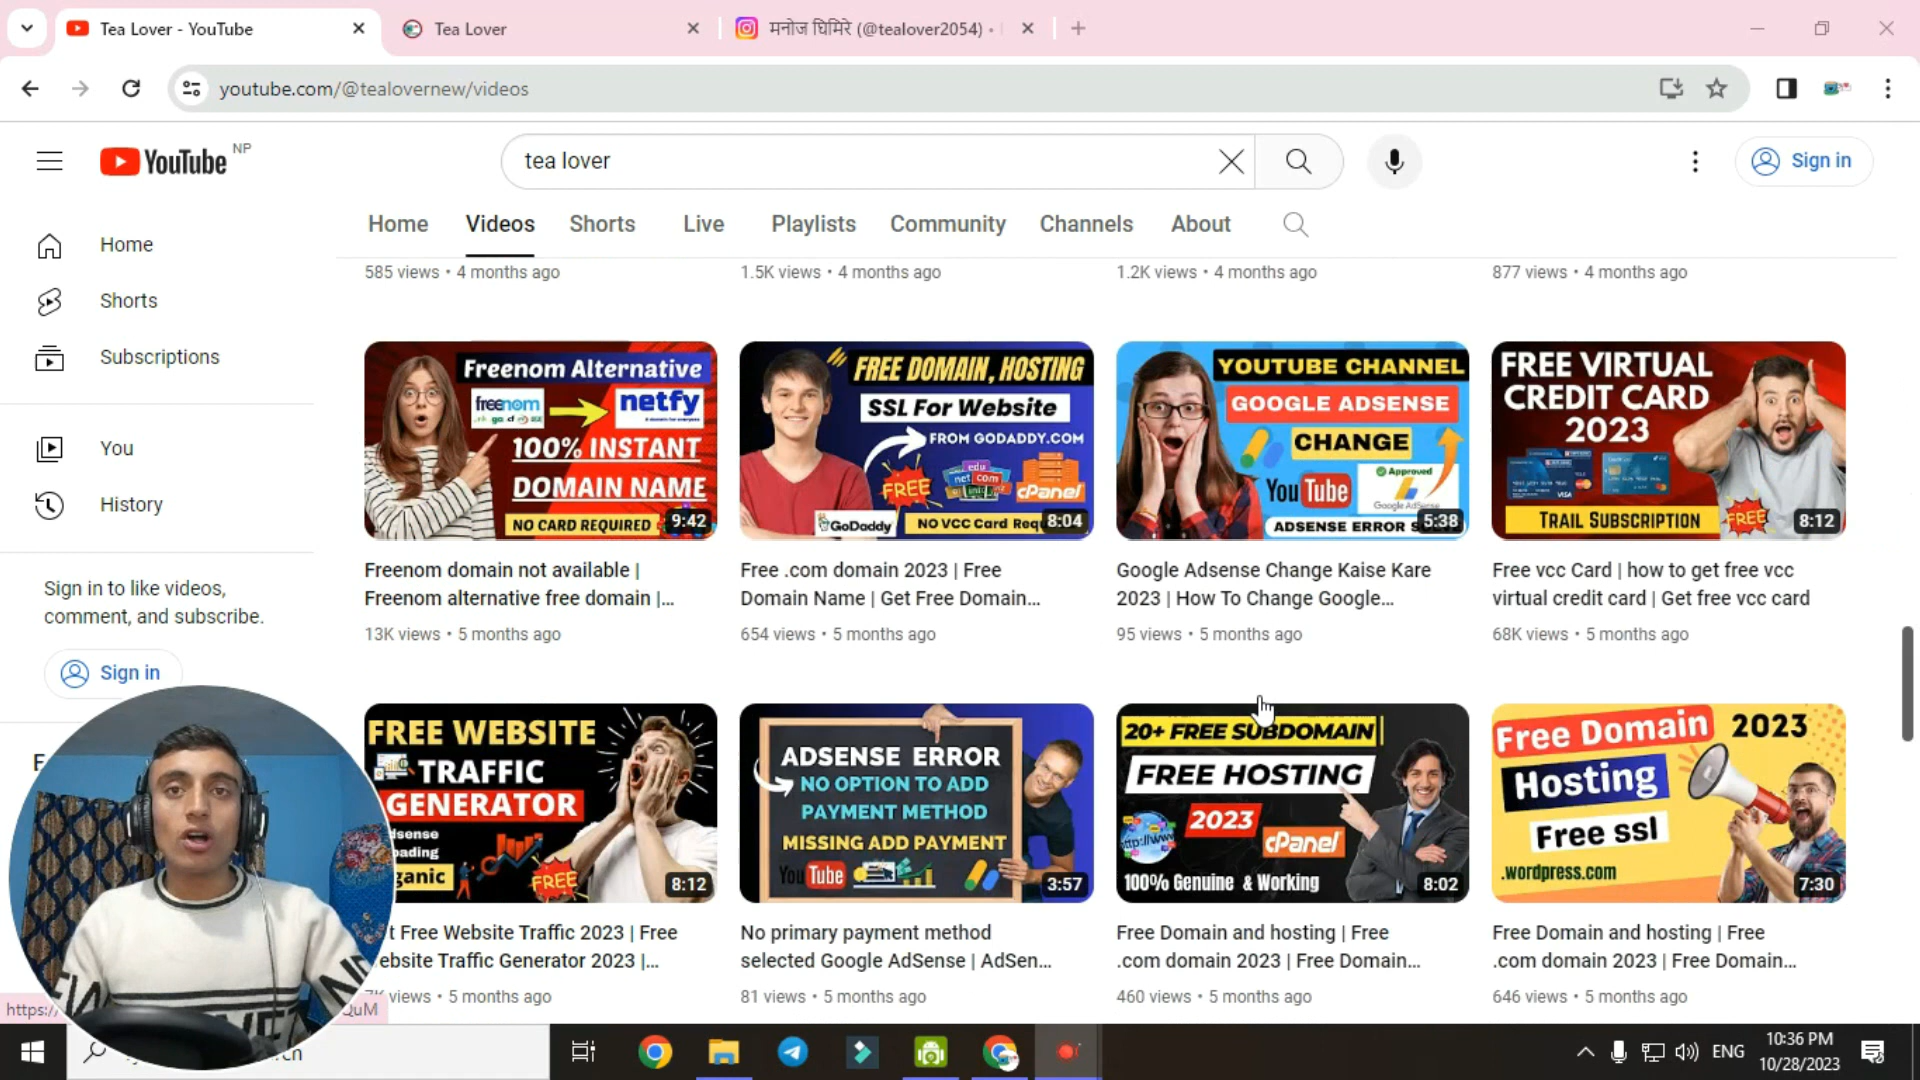 Tea Lover - YouTube
Tea Lover
मनोज घिमिरे (@tealover2054) •
youtube.com/@tealovernew/videos
YouTube NP
tea lover
Sign in
Home
Videos
Shorts
Live
Playlists
Community
Channels
About
Home
Shorts
Subscriptions
You
History
Sign in to like videos,
comment, and subscribe.
Sign in
585 views • 4 months ago
1.5K views • 4 months ago
1.2K views • 4 months ago
877 views • 4 months ago
Freenom Alternative
freenom
netfy
100% INSTANT
DOMAIN NAME
NO CARD REQUIRED
9:42
FREE DOMAIN, HOSTING
SSL For Website
FROM GODADDY.COM
FREE
edu
net com
info
cPanel
GoDaddy
NO VCC Card
8:04
YOUTUBE CHANNEL
GOOGLE ADSENSE
CHANGE
Approved
YouTube
Google AdSense
ADSENSE ERROR
5:38
FREE VIRTUAL
CREDIT CARD
2023
VISA
TRAIL SUBSCRIPTION
FREE
8:12
Freenom domain not available |
Freenom alternative free domain |...
13K views • 5 months ago
Free .com domain 2023 | Free
Domain Name | Get Free Domain...
654 views • 5 months ago
Google Adsense Change Kaise Kare
2023 | How To Change Google...
95 views • 5 months ago
Free vcc Card | how to get free vcc
virtual credit card | Get free vcc card
68K views • 5 months ago
FREE WEBSITE
TRAFFIC
GENERATOR
FREE
8:12
ADSENSE ERROR
NO OPTION TO ADD
PAYMENT METHOD
MISSING ADD PAYMENT
YouTube
3:57
20+ FREE SUBDOMAIN
FREE HOSTING
2023
http://ww
cPanel
100% Genuine & Working
8:02
Free Domain 2023
Hosting
Free ssl
.wordpress.com
7:30
t Free Website Traffic 2023 | Free
ebsite Traffic Generator 2023 |...
views • 5 months ago
No primary payment method
selected Google AdSense | AdSen...
81 views • 5 months ago
Free Domain and hosting | Free
.com domain 2023 | Free Domain...
460 views • 5 months ago
Free Domain and hosting | Free
.com domain 2023 | Free Domain...
646 views • 5 months ago
https:/
QuM
ENG
10:36 PM
10/28/2023